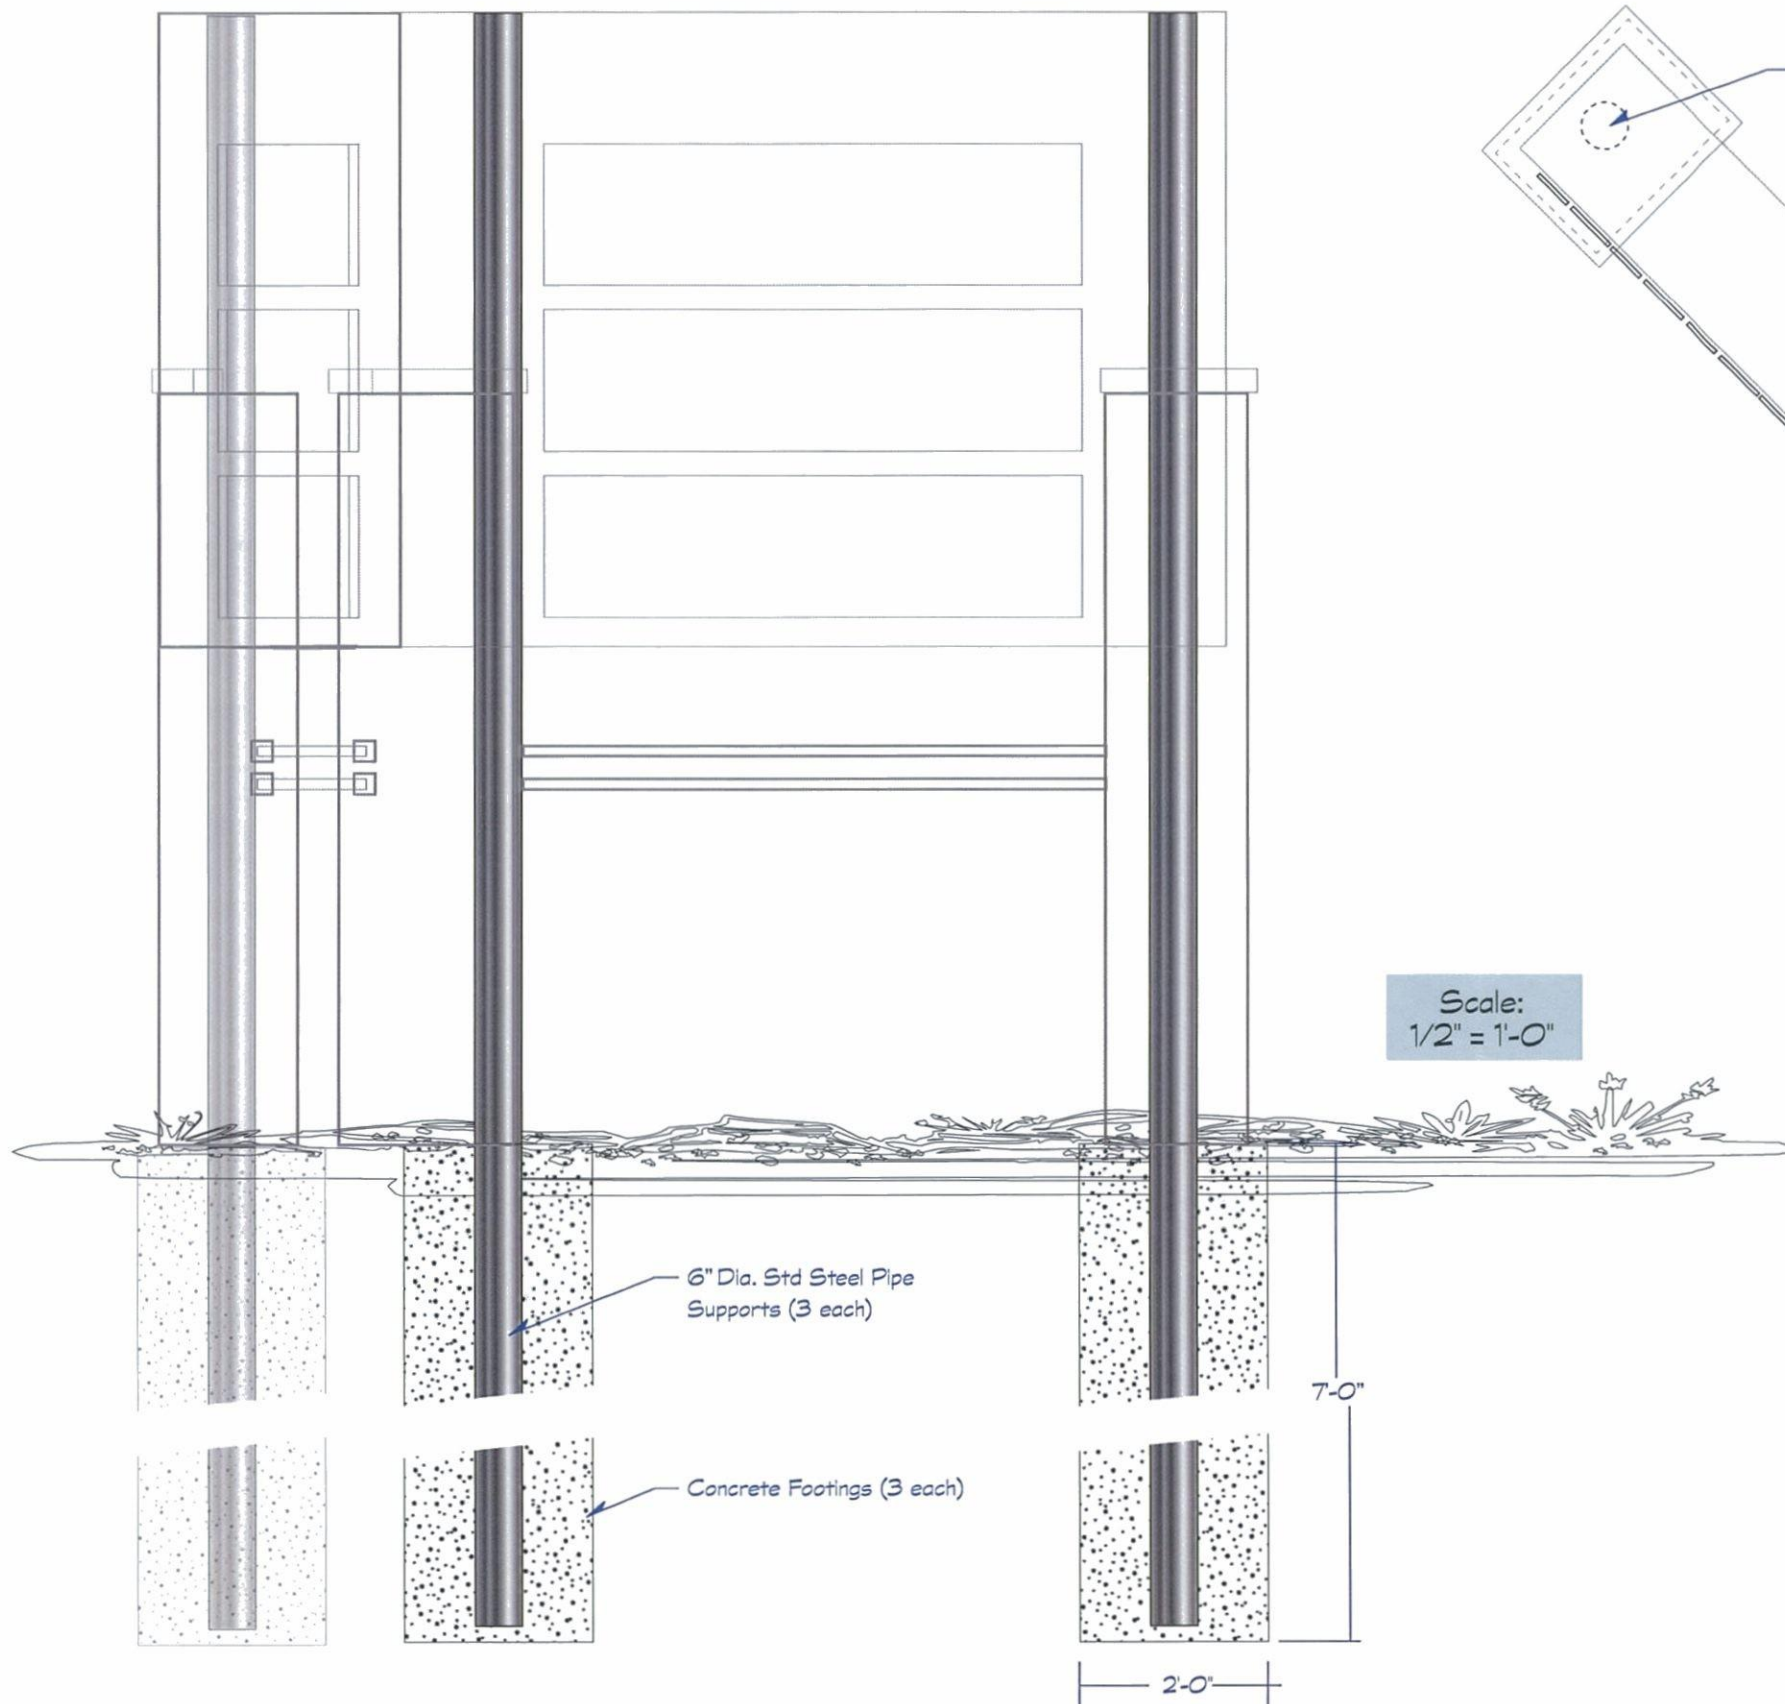 Scale:
1/2" = 1'-0"
6" Dia. Std Steel Pipe
Supports (3 each)
7'-0"
Concrete Footings (3 each)
2'-0"